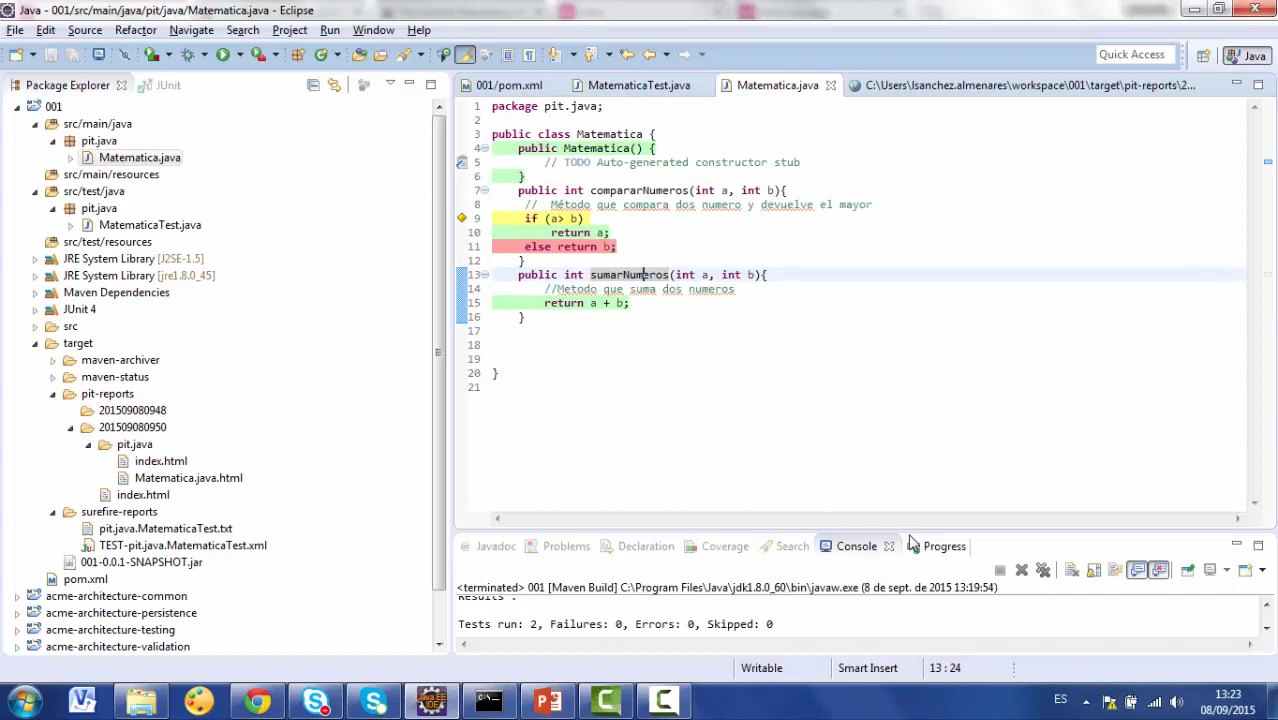 Java - 001/src/main/java/pit/java/Matematica.java - Eclipse
File Edit Source Refactor Navigate Search Project Run Window Help
Quick Access
Java
Package Explorer
JUnit
001/pom.xml
MatematicaTest.java
Matematica.java
C:\Users\lsanchez.almenares\workspace\001\target\pit-reports\2...
001
src/main/java
pit.java
Matematica.java
src/main/resources
src/test/java
pit.java
MatematicaTest.java
src/test/resources
JRE System Library [J2SE-1.5]
JRE System Library [jre1.8.0_45]
Maven Dependencies
JUnit 4
src
target
maven-archiver
maven-status
pit-reports
201509080948
201509080950
pit.java
index.html
Matematica.java.html
index.html
surefire-reports
pit.java.MatematicaTest.txt
TEST-pit.java.MatematicaTest.xml
001-0.0.1-SNAPSHOT.jar
pom.xml
acme-architecture-common
acme-architecture-persistence
acme-architecture-testing
acme-architecture-validation
1 package pit.java;
2
3 public class Matematica {
4 public Matematica() {
5 // TODO Auto-generated constructor stub
6 }
7 public int compararNumeros(int a, int b){
8 // Método que compara dos numero y devuelve el mayor
9 if (a> b)
10 return a;
11 else return b;
12 }
13 public int sumarNumeros(int a, int b){
14 //Metodo que suma dos numeros
15 return a + b;
16 }
17
18
19
20 }
21
Javadoc Problems Declaration Coverage Search Console Progress
<terminated> 001 [Maven Build] C:\Program Files\Java\jdk1.8.0_60\bin\javaw.exe (8 de sept. de 2015 13:19:54)
Results :
Tests run: 2, Failures: 0, Errors: 0, Skipped: 0
Writable
Smart Insert
13 : 24
Java EE
IDE
ES
13:23
08/09/2015